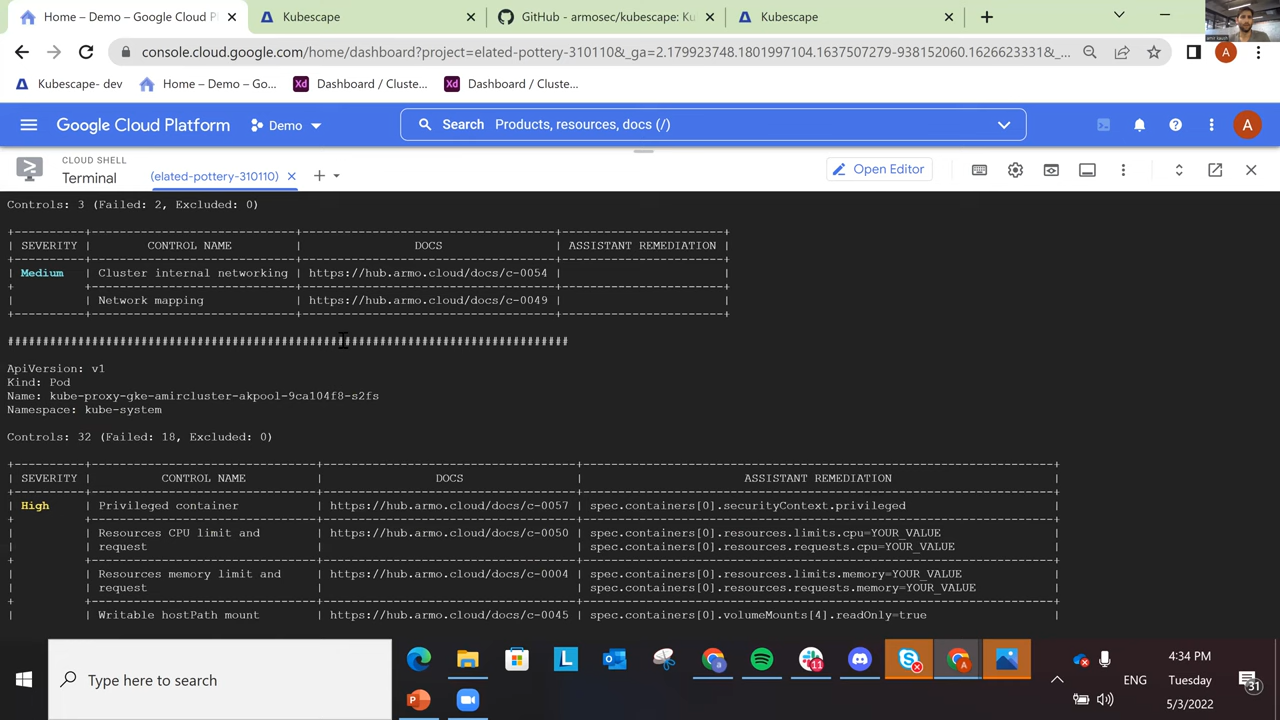 Home – Demo – Google Cloud P
Kubescape
GitHub - armosec/kubescape: Ku
Kubescape
console.cloud.google.com/home/dashboard?project=elated-pottery-310110&_ga=2.179923748.1801997104.1637507279-938152060.1626623331&_...
A
Kubescape- dev
Home – Demo – Go...
Xd
Dashboard / Cluste...
Xd
Dashboard / Cluste...
Google Cloud Platform
Demo
Search Products, resources, docs (/)
A
CLOUD SHELL
Terminal
(elated-pottery-310110)
Open Editor
Controls: 3 (Failed: 2, Excluded: 0)
+----------+-----------------------------+------------------------------------+------------------------+
| SEVERITY | CONTROL NAME | DOCS | ASSISTANT REMEDIATION |
| Medium | Cluster internal networking | https://hub.armo.cloud/docs/c-0054 | |
| | Network mapping | https://hub.armo.cloud/docs/c-0049 | |
################################################################################
ApiVersion: v1
Kind: Pod
Name: kube-proxy-gke-amircluster-akpool-9ca104f8-s2fs
Namespace: kube-system
Controls: 32 (Failed: 18, Excluded: 0)
| SEVERITY | CONTROL NAME | DOCS | ASSISTANT REMEDIATION |
| High | Privileged container | https://hub.armo.cloud/docs/c-0057 | spec.containers[0].securityContext.privileged |
| | Resources CPU limit and | https://hub.armo.cloud/docs/c-0050 | spec.containers[0].resources.limits.cpu=YOUR_VALUE |
| | request | | spec.containers[0].resources.requests.cpu=YOUR_VALUE |
| | Resources memory limit and | https://hub.armo.cloud/docs/c-0004 | spec.containers[0].resources.limits.memory=YOUR_VALUE |
| | request | | spec.containers[0].resources.requests.memory=YOUR_VALUE |
| | Writable hostPath mount | https://hub.armo.cloud/docs/c-0045 | spec.containers[0].volumeMounts[4].readOnly=true |
Type here to search
L
11
ENG
4:34 PM
Tuesday
5/3/2022
31